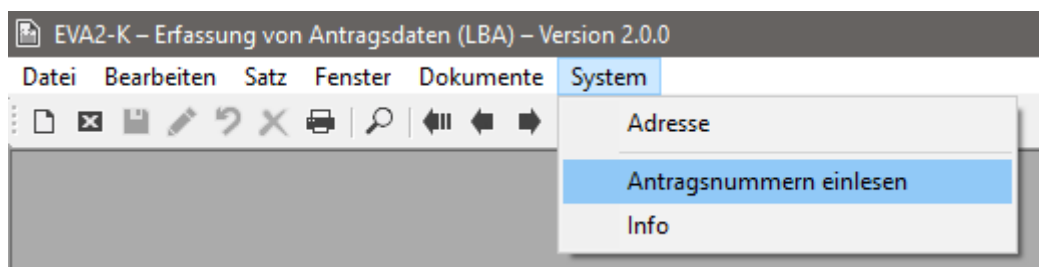 EVA2-K – Erfassung von Antragsdaten (LBA) – Version 2.0.0
Datei Bearbeiten Satz Fenster Dokumente System
Adresse
Antragsnummern einlesen
Info